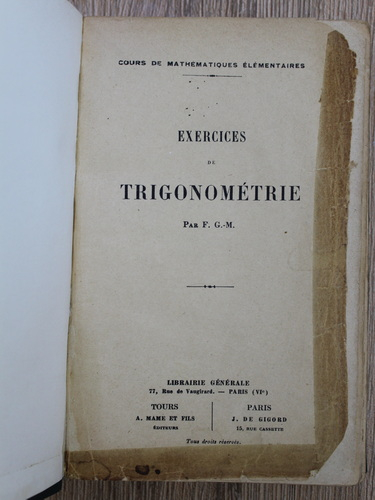 COURS DE MATHÉMATIQUES ÉLÉMENTAIRES
EXERCICES
DE
TRIGONOMÉTRIE
PAR F. G.-M.
LIBRAIRIE GÉNÉRALE
77, Rue de Vaugirard. — PARIS (VIe)
TOURS
A. MAME ET FILS
ÉDITEURS
PARIS
J. DE GIGORD
15, RUE CASSETTE
Tous droits réservés.